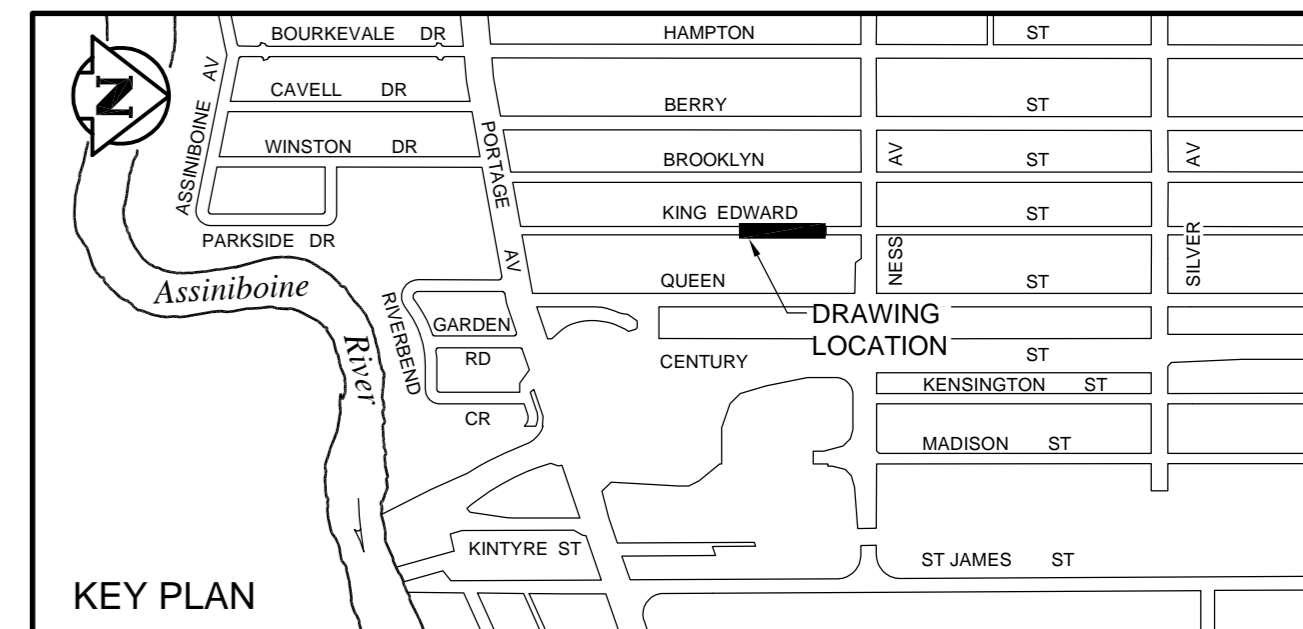 BOURKEVALE DR
HAMPTON ST
N
ASSINIBOINE AV
CAVELL DR
BERRY ST
PORTAGE AV
WINSTON DR
BROOKLYN ST
AV
AV
KING EDWARD ST
PARKSIDE DR
NESS
SILVER
Assiniboine
River
QUEEN ST
RIVERBEND
GARDEN
RD
CR
DRAWING
LOCATION
CENTURY ST
KENSINGTON ST
MADISON ST
KINTYRE ST
ST JAMES ST
KEY PLAN